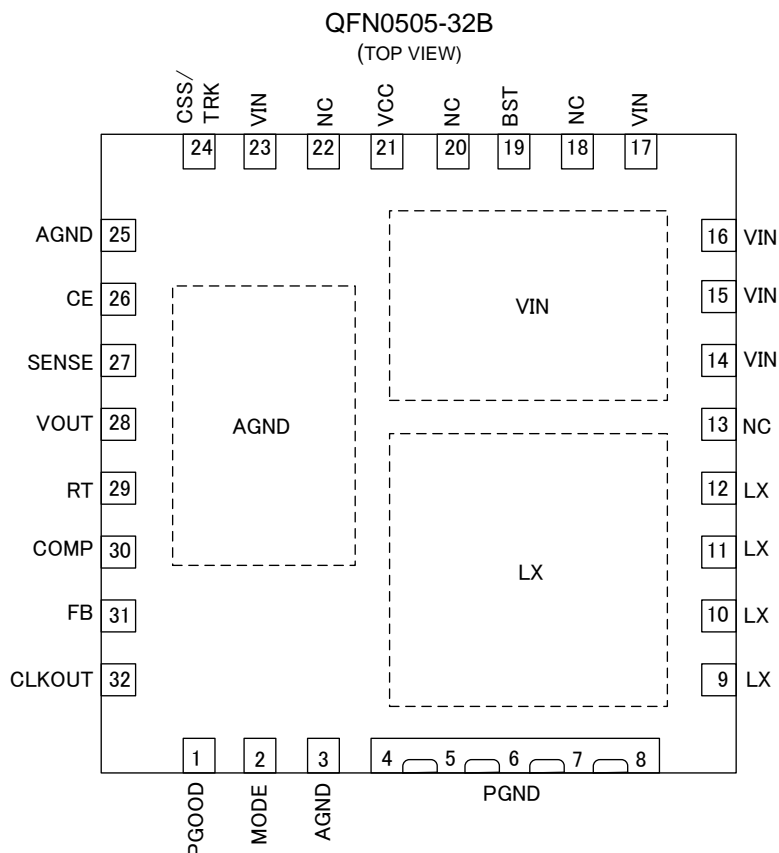 QFN0505-32B
(TOP VIEW)
CSS/
TRK
VIN
NC
VCC
NC
BST
NC
VIN
24 23 22 21 20 19 18 17
AGND 25
CE 26
SENSE 27
VOUT 28
RT 29
COMP 30
FB 31
CLKOUT 32
VIN
AGND
LX
16 VIN
15 VIN
14 VIN
13 NC
12 LX
11 LX
10 LX
9 LX
1 2 3 4 5 6 7 8
PGOOD
MODE
AGND
PGND